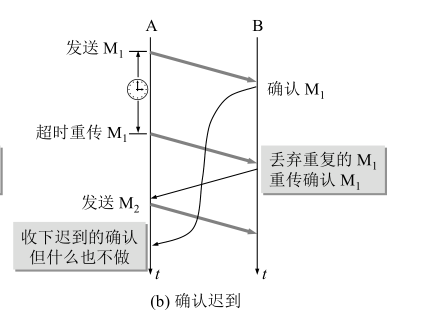 A
B
发送 M₁
确认 M₁
超时重传 M₁
丢弃重复的 M₁
重传确认 M₁
发送 M₂
收下迟到的确认
但什么也不做
t
t
(b) 确认迟到